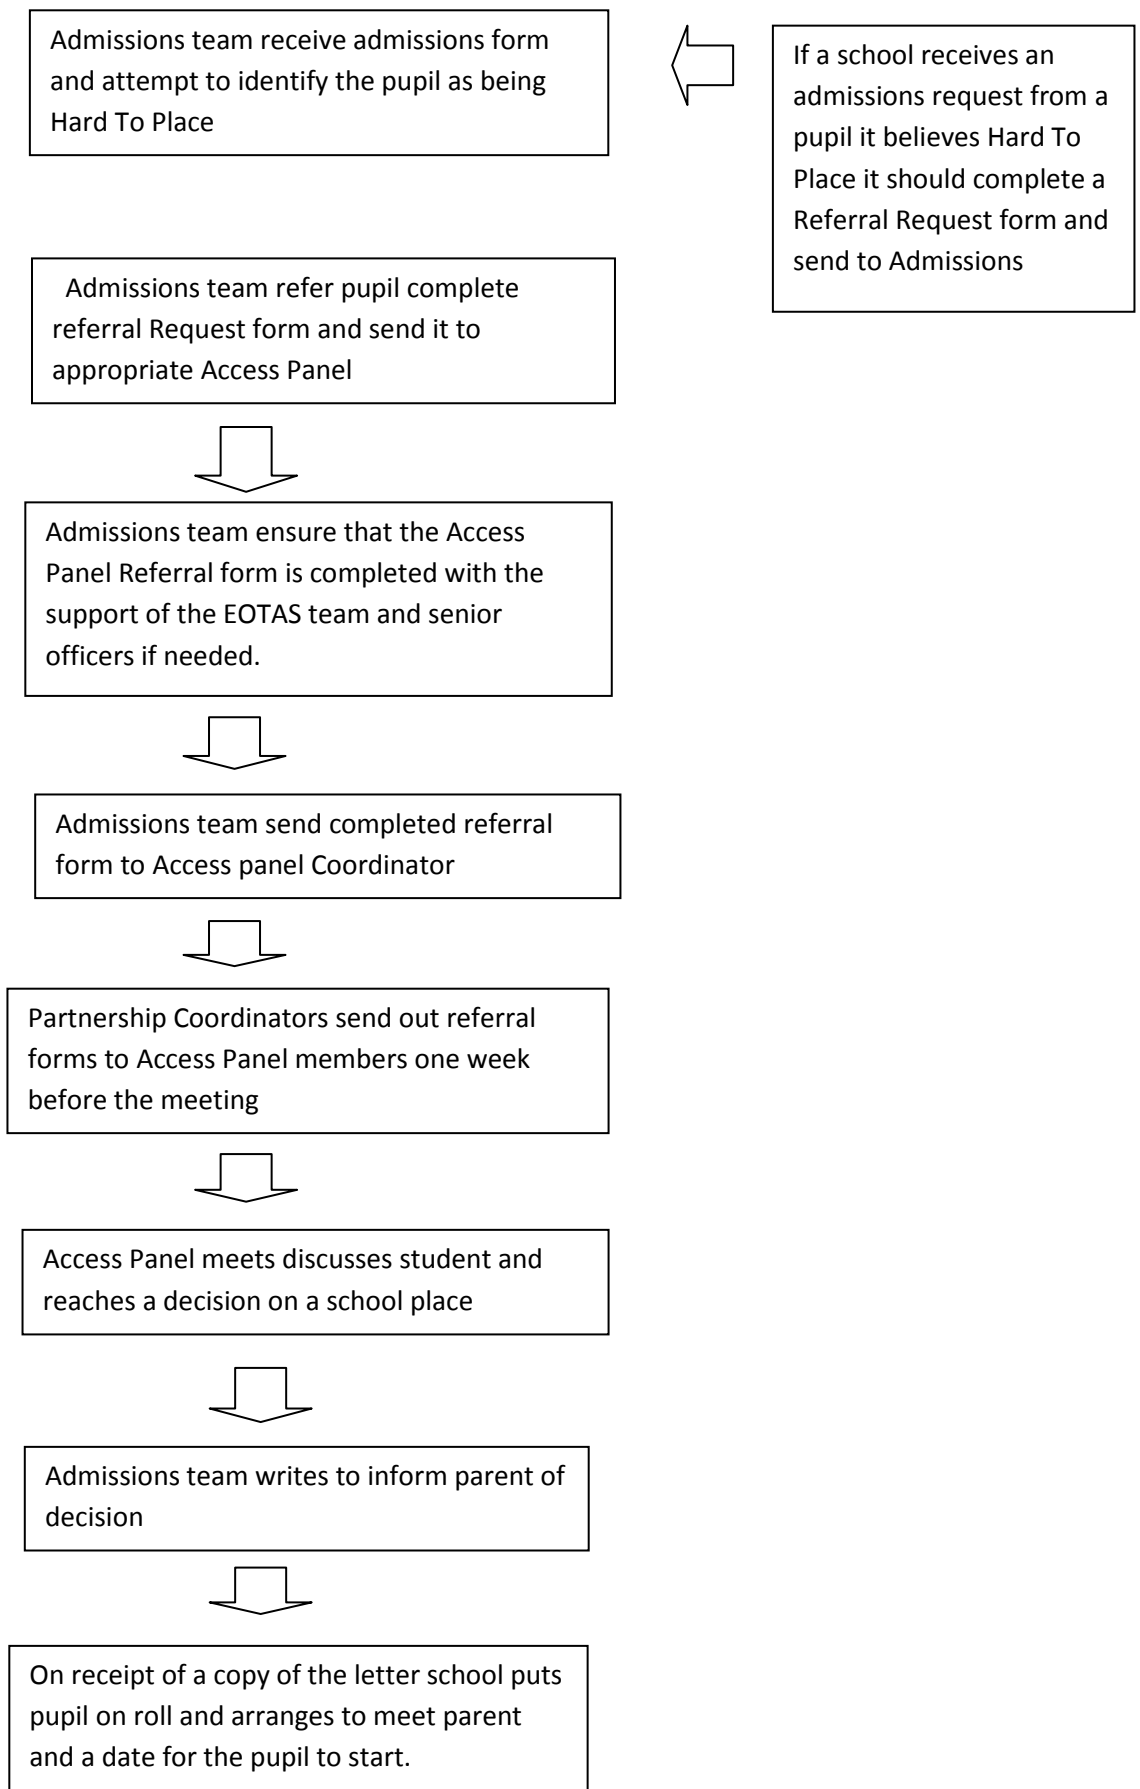 Admissions team receive admissions form
and attempt to identify the pupil as being
Hard To Place
If a school receives an
admissions request from a
pupil it believes Hard To
Place it should complete a
Referral Request form and
send to Admissions
Admissions team refer pupil complete
referral Request form and send it to
appropriate Access Panel
Admissions team ensure that the Access
Panel Referral form is completed with the
support of the EOTAS team and senior
officers if needed.
Admissions team send completed referral
form to Access panel Coordinator
Partnership Coordinators send out referral
forms to Access Panel members one week
before the meeting
Access Panel meets discusses student and
reaches a decision on a school place
Admissions team writes to inform parent of
decision
On receipt of a copy of the letter school puts
pupil on roll and arranges to meet parent
and a date for the pupil to start.